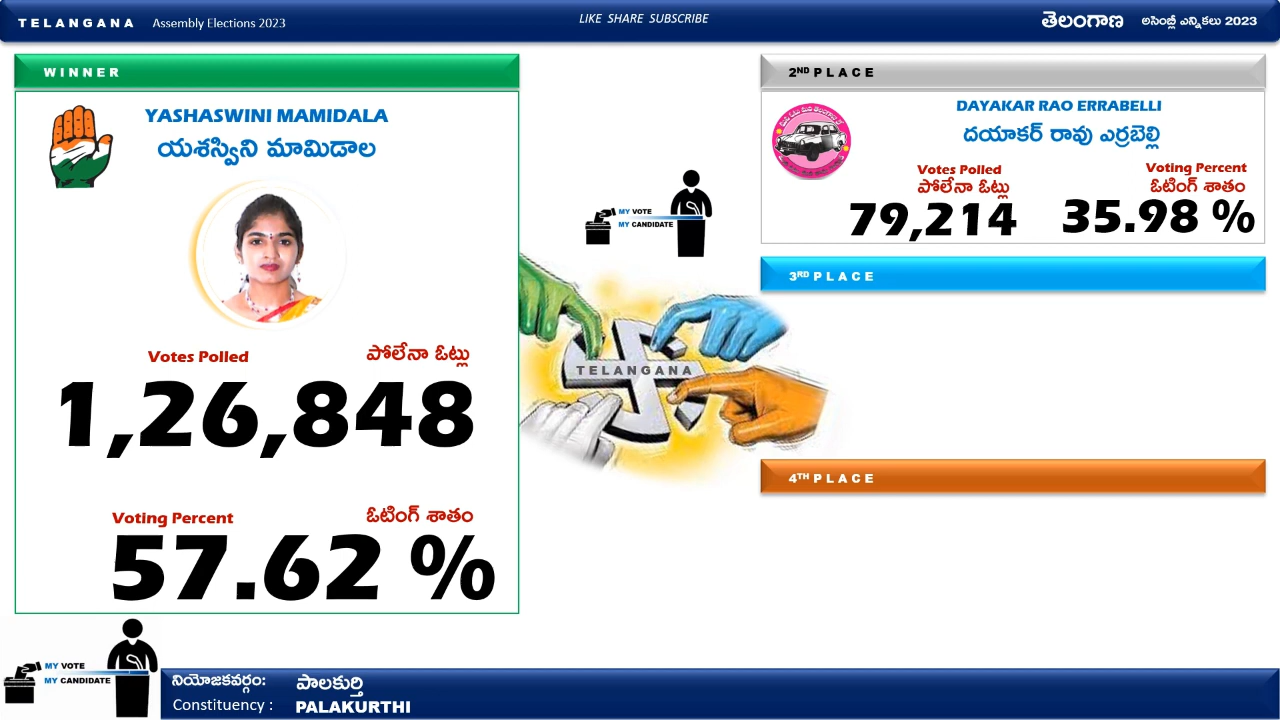 TELANGANA Assembly Elections 2023
LIKE SHARE SUBSCRIBE
తెలంగాణ అసెంబ్లీ ఎన్నికలు 2023
WINNER
YASHASWINI MAMIDALA
యశస్విని మామిడాల
Votes Polled పోలేనా ఓట్లు
1,26,848
Voting Percent ఓటింగ్ శాతం
57.62 %
MY VOTE
MY CANDIDATE
TELANGANA
2ND PLACE
DAYAKAR RAO ERRABELLI
దయాకర్ రావు ఎర్రబెల్లి
Votes Polled Voting Percent
పోలేనా ఓట్లు ఓటింగ్ శాతం
79,214 35.98 %
3RD PLACE
4TH PLACE
MY VOTE
MY CANDIDATE
నియోజకవర్గం: పాలకుర్తి
Constituency : PALAKURTHI